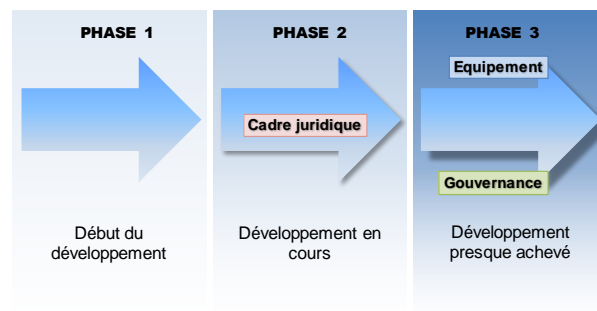 PHASE 1
Début du
développement
PHASE 2
Cadre juridique
Développement en
cours
PHASE 3
Equipement
Gouvernance
Développement
presque achevé